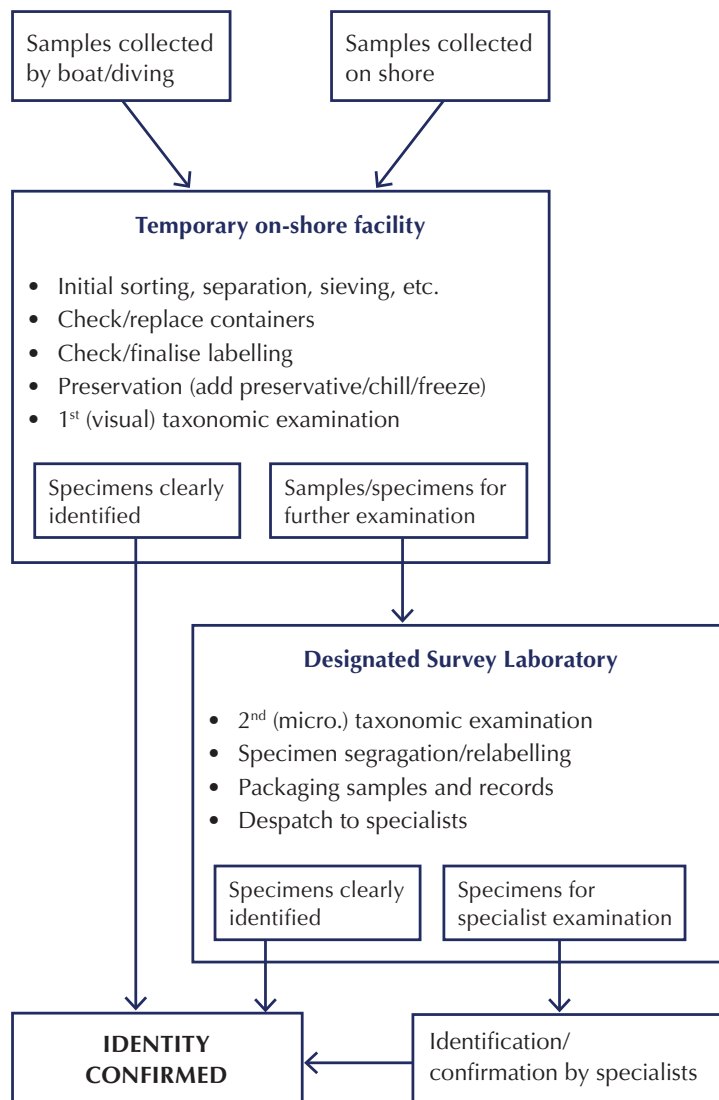 Samples collected
by boat/diving
Samples collected
on shore
Temporary on-shore facility
• Initial sorting, separation, sieving, etc.
• Check/replace containers
• Check/finalise labelling
• Preservation (add preservative/chill/freeze)
• 1st (visual) taxonomic examination
Specimens clearly
identified
Samples/specimens for
further examination
Designated Survey Laboratory
• 2nd (micro.) taxonomic examination
• Specimen segragation/relabelling
• Packaging samples and records
• Despatch to specialists
Specimens clearly
identified
Specimens for
specialist examination
IDENTITY
CONFIRMED
Identification/
confirmation by specialists